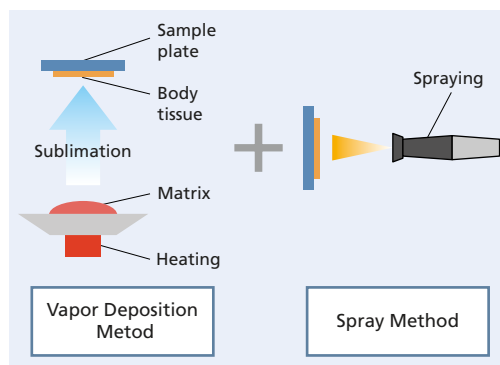 Sample
plate
Body
tissue
Sublimation
Matrix
Heating
Vapor Deposition
Metod
Spraying
Spray Method